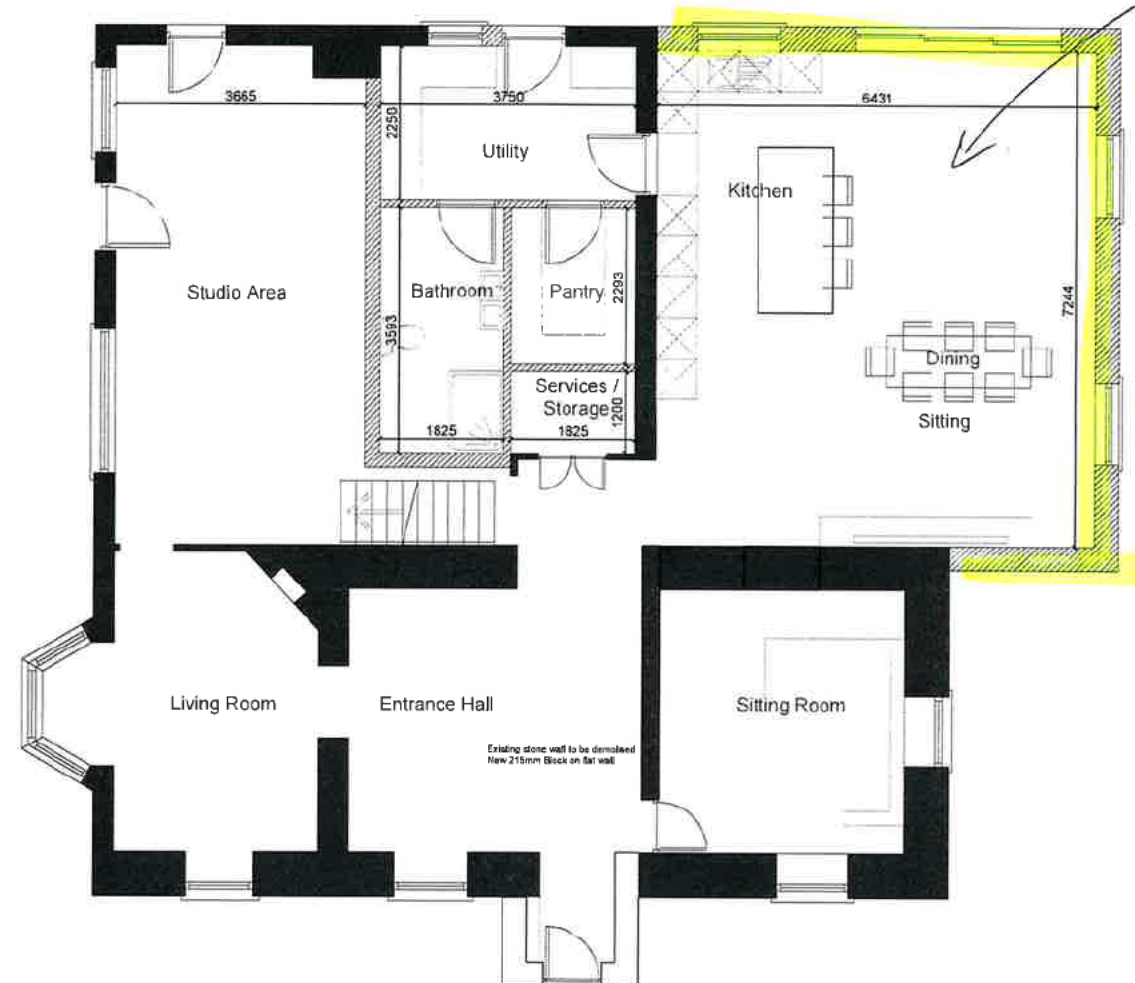 3665
3750
6431
2250
Utility
Kitchen
Studio Area
Bathroom
Pantry
2293
3593
7244
Dining
Services /
Storage
1200
Sitting
1825
1825
Living Room
Entrance Hall
Sitting Room
Existing stone wall to be demolised
New 215mm Block on flat wall